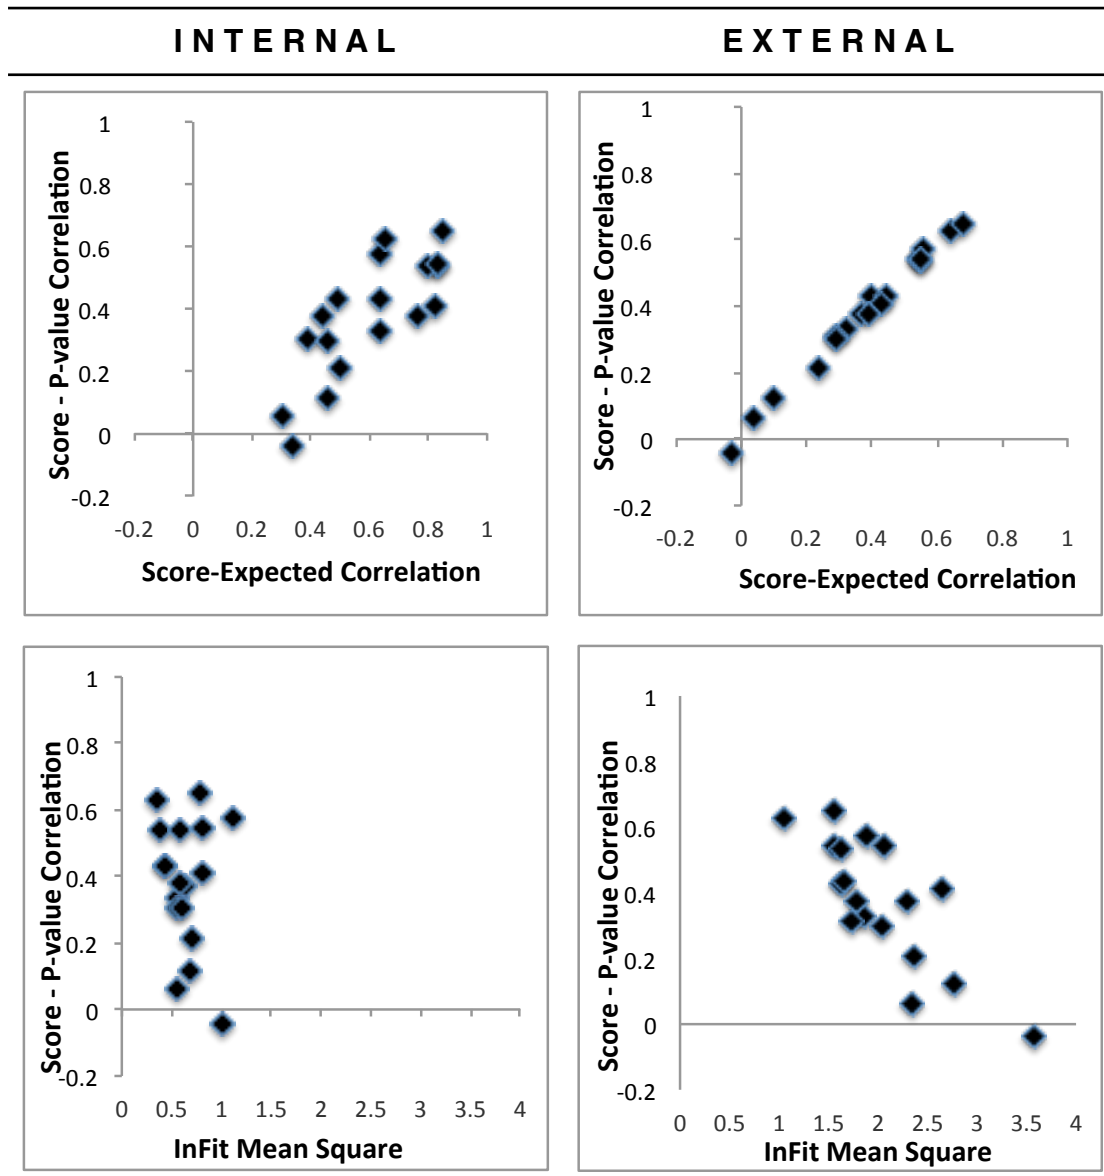 INTERNAL EXTERNAL
Score - P-value Correlation
1
0.8
0.6
0.4
0.2
0
-0.2
-0.2 0 0.2 0.4 0.6 0.8 1
Score-Expected Correlation
Score - P-value Correlation
1
0.8
0.6
0.4
0.2
0
-0.2
-0.2 0 0.2 0.4 0.6 0.8 1
Score-Expected Correlation
Score - P-value Correlation
1
0.8
0.6
0.4
0.2
0
-0.2
0 0.5 1 1.5 2 2.5 3 3.5 4
InFit Mean Square
Score - P-value Correlation
1
0.8
0.6
0.4
0.2
0
-0.2
0 0.5 1 1.5 2 2.5 3 3.5 4
InFit Mean Square